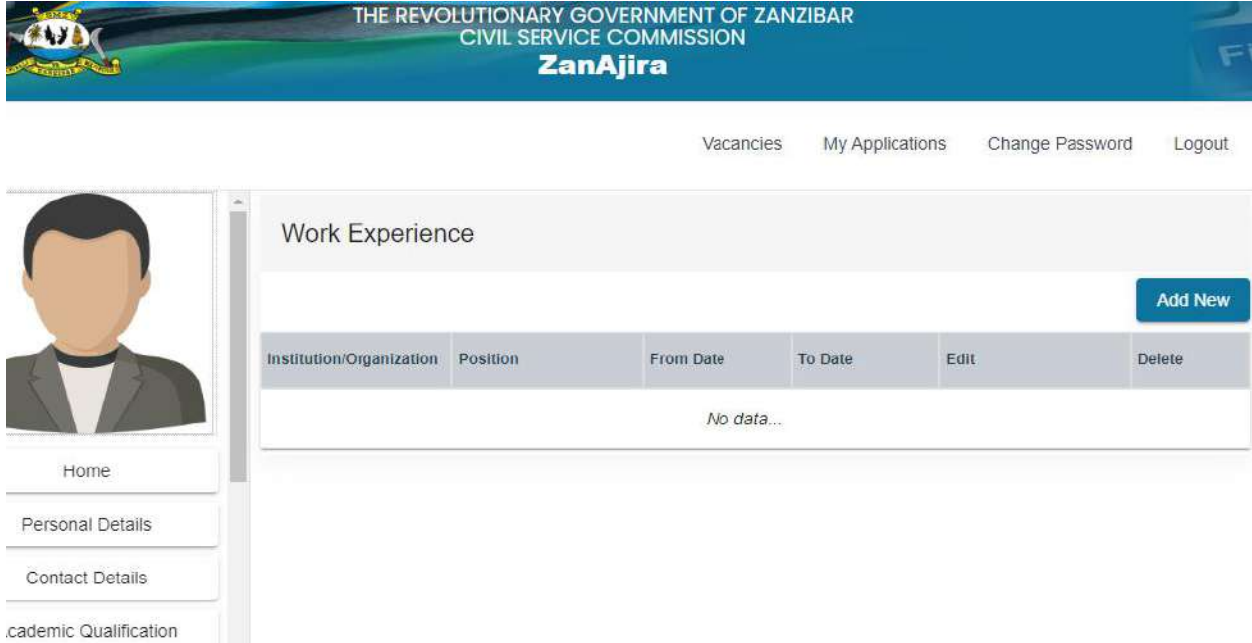 THE REVOLUTIONARY GOVERNMENT OF ZANZIBAR
CIVIL SERVICE COMMISSION
ZanAjira
Vacancies My Applications Change Password Logout
Work Experience
Add New
Institution/Organization Position From Date To Date Edit Delete
No data...
Home
Personal Details
Contact Details
cademic Qualification